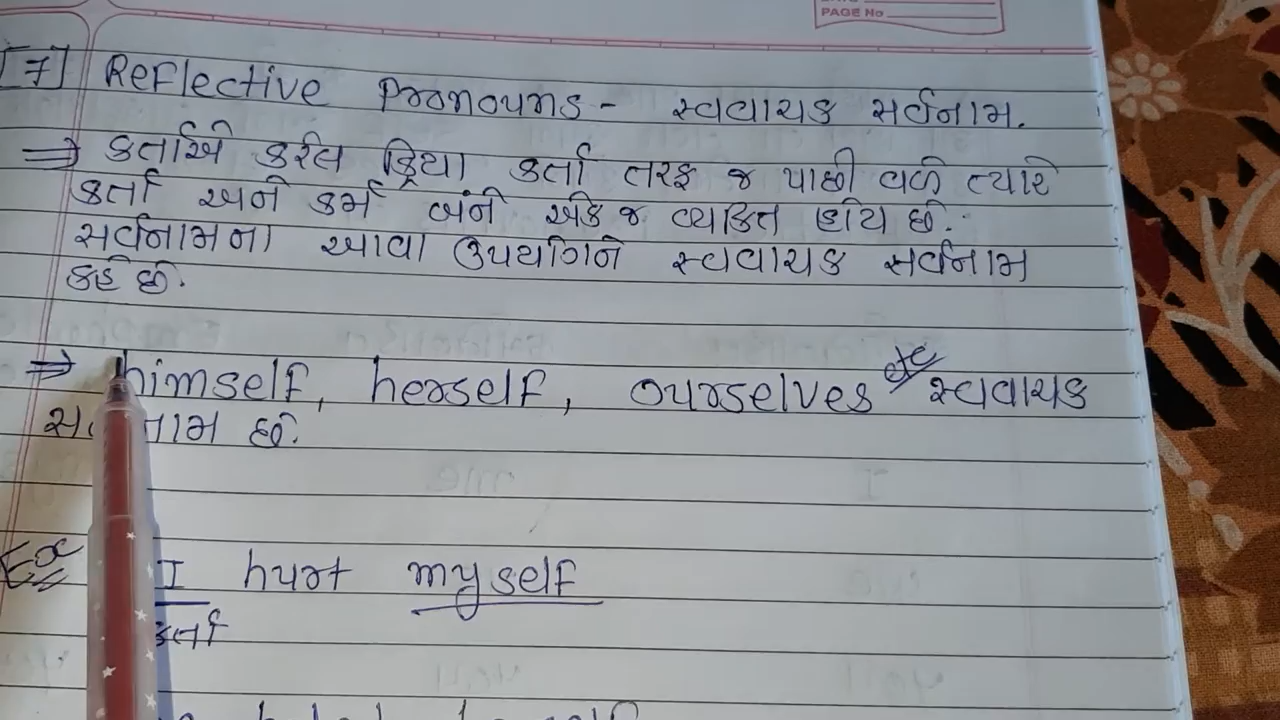 PAGE No
[7] Reflective Pronouns - સ્વવાચક સર્વનામ.
⇒ કર્તાએ કરેલ ક્રિયા કર્તા તરફ જ પાછી વળે ત્યારે
કર્તા અને કર્મ બંને એક જ વ્યકિત હોય છે.
સર્વનામના આવા ઉપયોગને સ્વવાચક સર્વનામ
કહે છે.
⇒ himself, herself, ourselves etc સ્વવાચક
નામ છે.
Ex I hurt myself
કર્તા